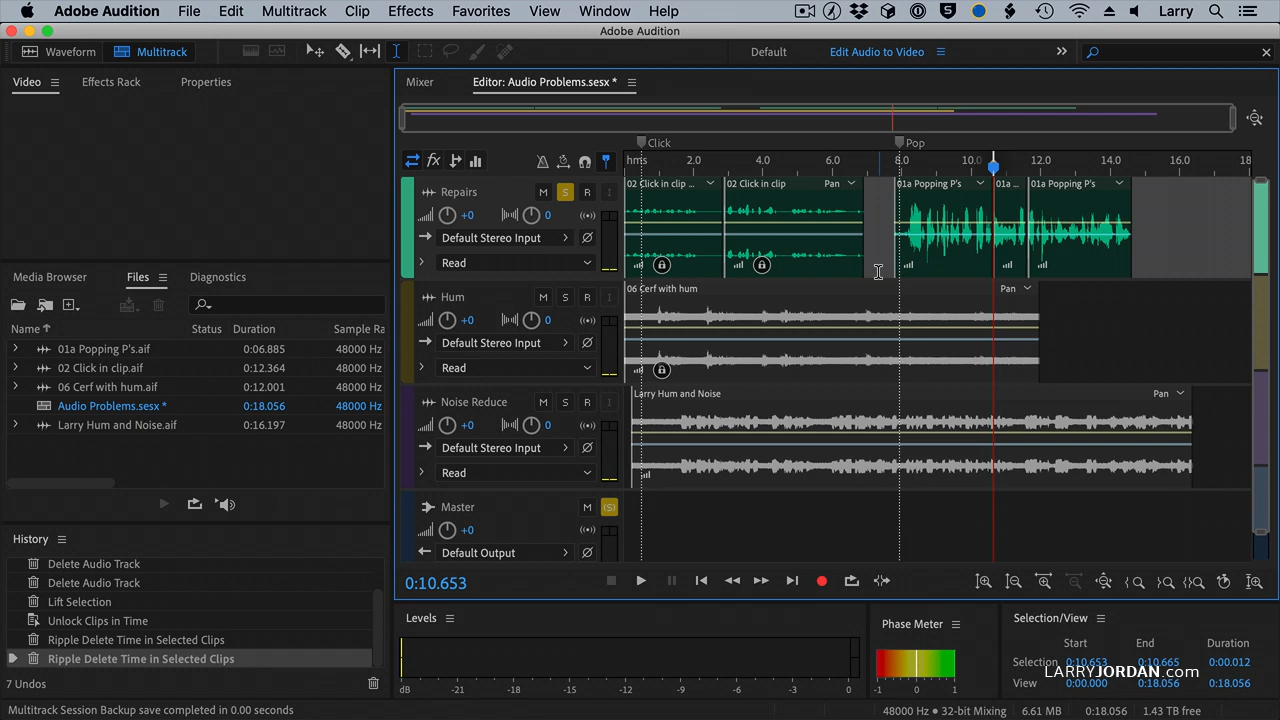 Adobe Audition File Edit Multitrack Clip Effects Favorites View Window Help Larry
Adobe Audition
Waveform Multitrack Default Edit Audio to Video
Video Effects Rack Properties
Mixer Editor: Audio Problems.sesx *
Click Pop
hms 2.0 4.0 6.0 8.0 10.0 12.0 14.0 16.0 18
Repairs M S R I
02 Click in clip ... 02 Click in clip Pan 01a Popping P's 01a ... 01a Popping P's
+0 0
Default Stereo Input
Read
Hum M S R I
06 Cerf with hum Pan
+0 0
Default Stereo Input
Read
Noise Reduce M S R I
Larry Hum and Noise Pan
+0 0
Default Stereo Input
Read
Master M (S)
+0
Default Output
Media Browser Files Diagnostics
Name Status Duration Sample Ra
01a Popping P's.aif 0:06.885 48000 Hz
02 Click in clip.aif 0:12.364 48000 Hz
06 Cerf with hum.aif 0:12.001 48000 Hz
Audio Problems.sesx * 0:18.056 48000 Hz
Larry Hum and Noise.aif 0:16.197 48000 Hz
History
Delete Audio Track
Delete Audio Track
Lift Selection
Unlock Clips in Time
Ripple Delete Time in Selected Clips
Ripple Delete Time in Selected Clips
7 Undos
0:10.653
Levels
dB -21 -18 -15 -12 -9 -6 -3 0
Phase Meter
-1 0 1
Selection/View
Start End Duration
Selection 0:10.653 0:10.665 0:00.012
View 0:00.000 0:18.056 0:18.056
LARRYJORDAN.com
Multitrack Session Backup save completed in 0.00 seconds
48000 Hz • 32-bit Mixing 6.61 MB 0:18.056 1.43 TB free